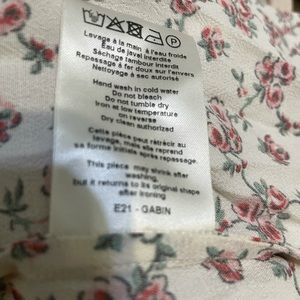 Lavage à la main à l'eau froide
Eau de javel interdit
Séchage tambour interdit
Repassage à fer doux sur l'envers
Nettoyage à sec autorisé
Hand wash in cold water
Do not bleach
Do not tumble dry
Iron at low temperature
on reverse
Dry clean authorized
Cette pièce peut rétrécir au
lavage, mais elle reprend
sa forme initiale après repassage.
This piece may shrink after
washing,
but it returns to its original shape
after ironing
E21 - GABIN